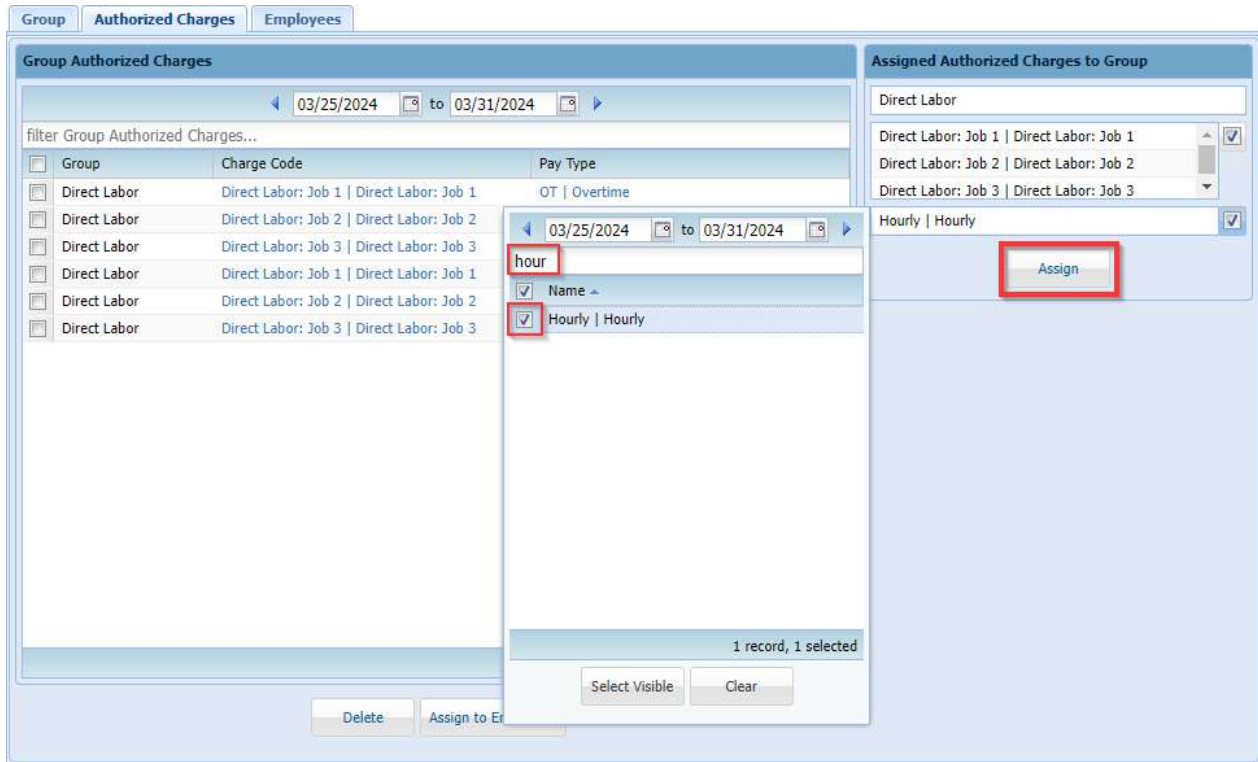 Group Authorized Charges Employees
Group Authorized Charges
03/25/2024 to 03/31/2024
filter Group Authorized Charges...
Group Charge Code Pay Type
Direct Labor Direct Labor: Job 1 | Direct Labor: Job 1 OT | Overtime
Direct Labor Direct Labor: Job 2 | Direct Labor: Job 2
Direct Labor Direct Labor: Job 3 | Direct Labor: Job 3
Direct Labor Direct Labor: Job 1 | Direct Labor: Job 1
Direct Labor Direct Labor: Job 2 | Direct Labor: Job 2
Direct Labor Direct Labor: Job 3 | Direct Labor: Job 3
Delete Assign to
03/25/2024 to 03/31/2024
hour
Name
Hourly | Hourly
1 record, 1 selected
Select Visible Clear
Assigned Authorized Charges to Group
Direct Labor
Direct Labor: Job 1 | Direct Labor: Job 1
Direct Labor: Job 2 | Direct Labor: Job 2
Direct Labor: Job 3 | Direct Labor: Job 3
Hourly | Hourly
Assign